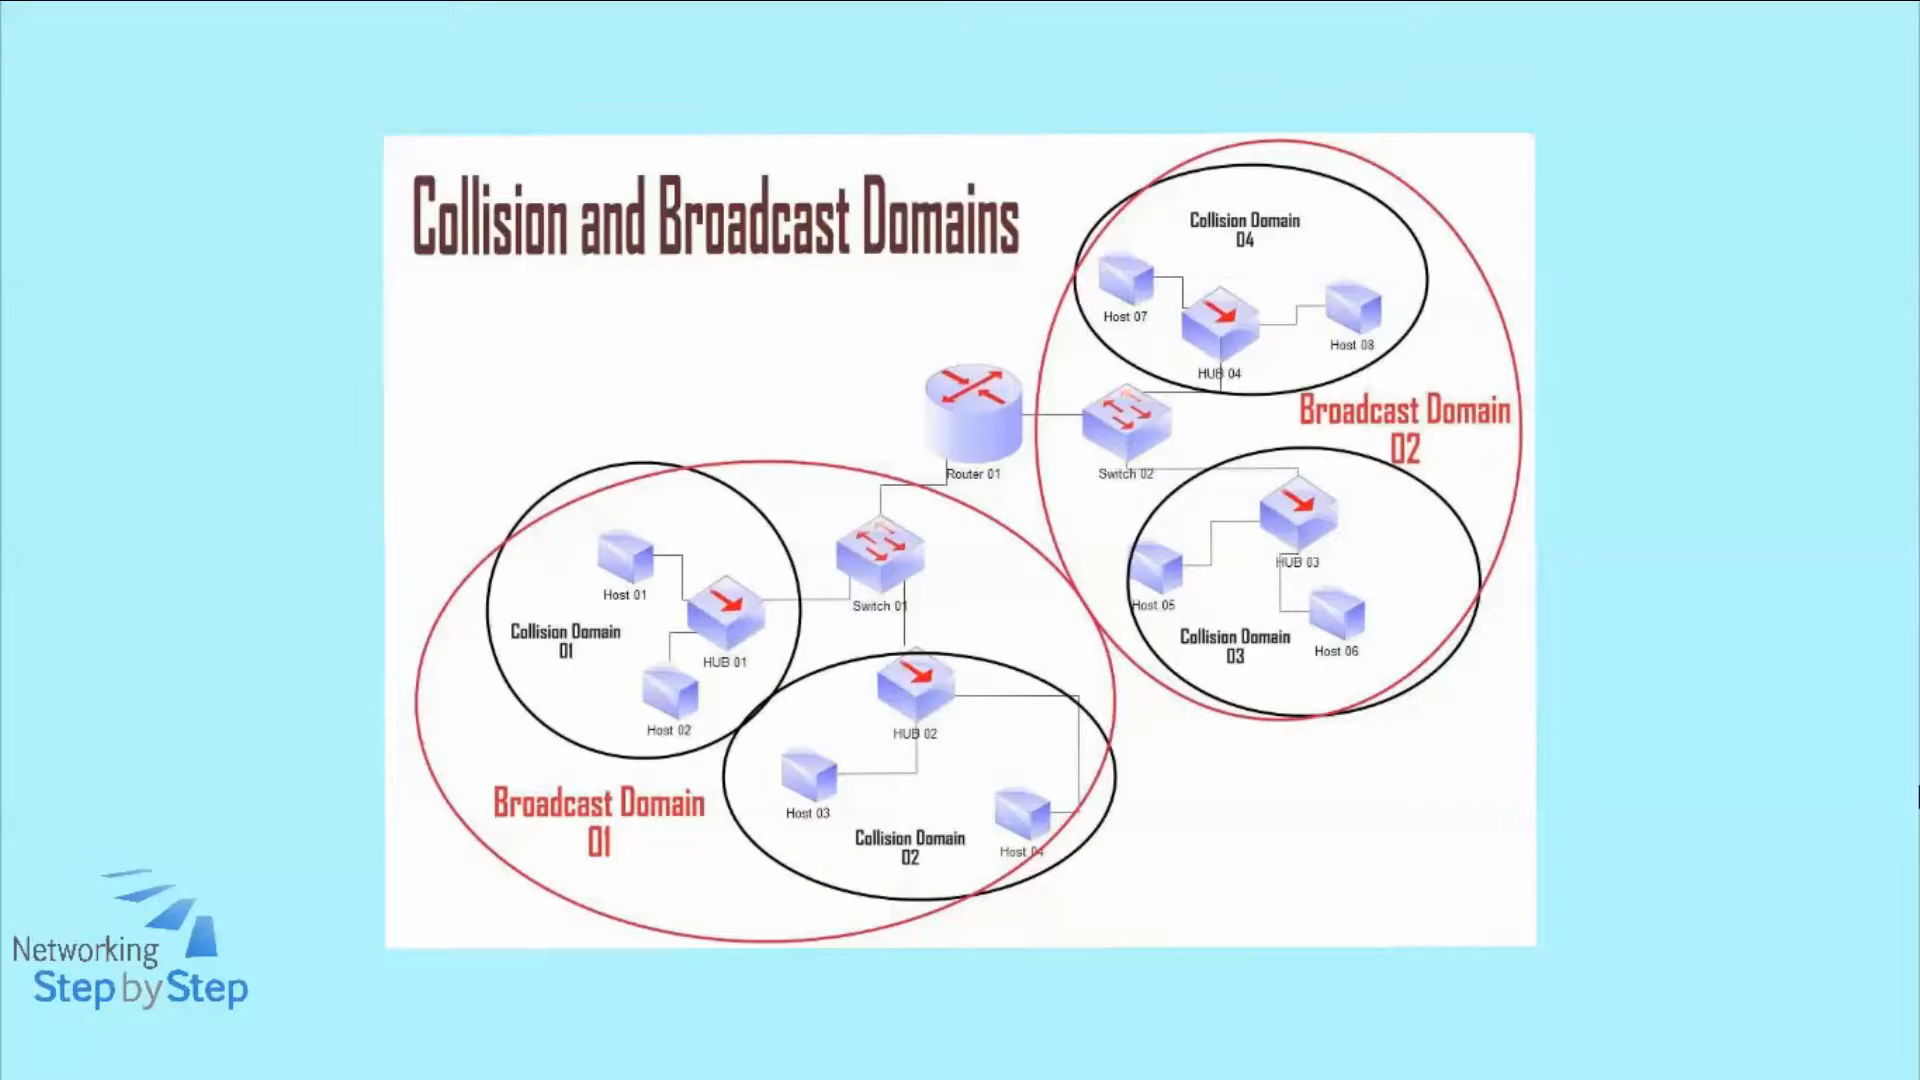 Collision and Broadcast Domains
Collision Domain
04
Host 07
Host 08
HUB 04
Broadcast Domain
02
Router 01
Switch 02
HUB 03
Host 05
Collision Domain
03
Host 06
Host 01
Switch 01
Collision Domain
01
HUB 01
Host 02
HUB 02
Broadcast Domain
01
Host 03
Collision Domain
02
Host 04
Networking
Step by Step